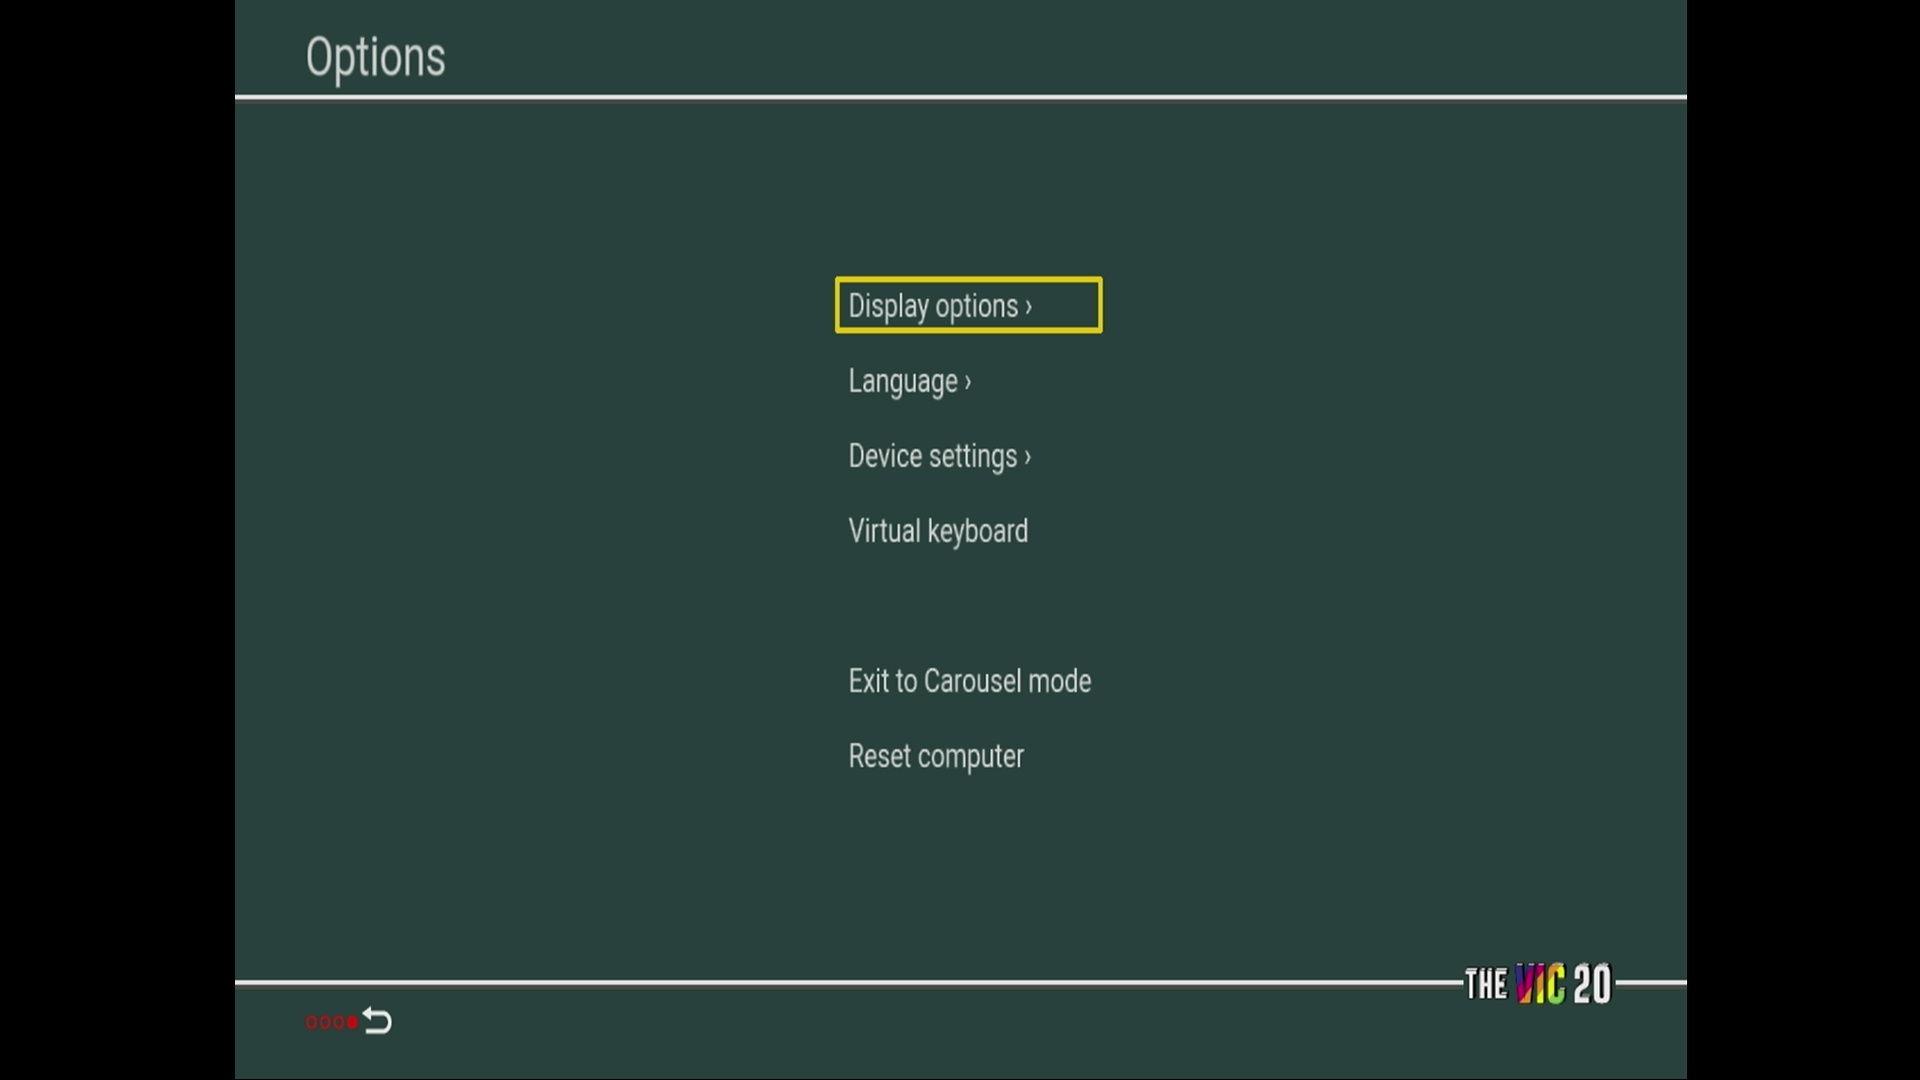 Options
Display options ›
Language ›
Device settings ›
Virtual keyboard
Exit to Carousel mode
Reset computer
THE VIC 20